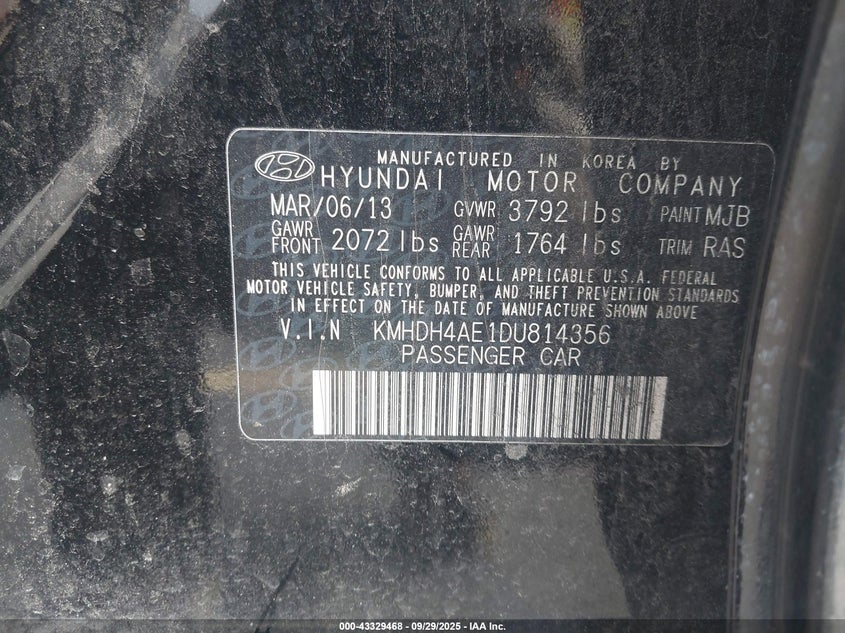 MANUFACTURED IN KOREA BY
HYUNDAI MOTOR COMPANY
MAR/06/13 GVWR 3792 lbs PAINT MJB
GAWR FRONT 2072 lbs GAWR REAR 1764 lbs TRIM RAS
THIS VEHICLE CONFORMS TO ALL APPLICABLE U.S.A. FEDERAL
MOTOR VEHICLE SAFETY, BUMPER, AND THEFT PREVENTION STANDARDS
IN EFFECT ON THE DATE OF MANUFACTURE SHOWN ABOVE
V.I.N KMHDH4AE1DU814356
PASSENGER CAR
000-43329468 - 09/29/2025 - IAA Inc.